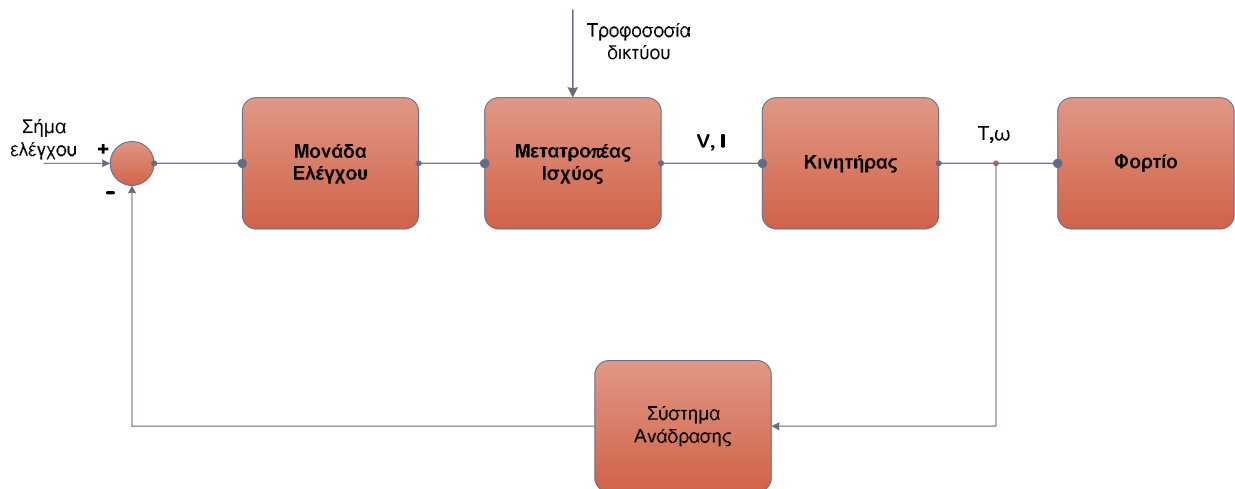 Τροφοσοσία
δικτύου
Σήμα
ελέγχου
+
-
Μονάδα
Ελέγχου
Μετατροπέας
Ισχύος
V, I
Κινητήρας
Τ,ω
Φορτίο
Σύστημα
Ανάδρασης